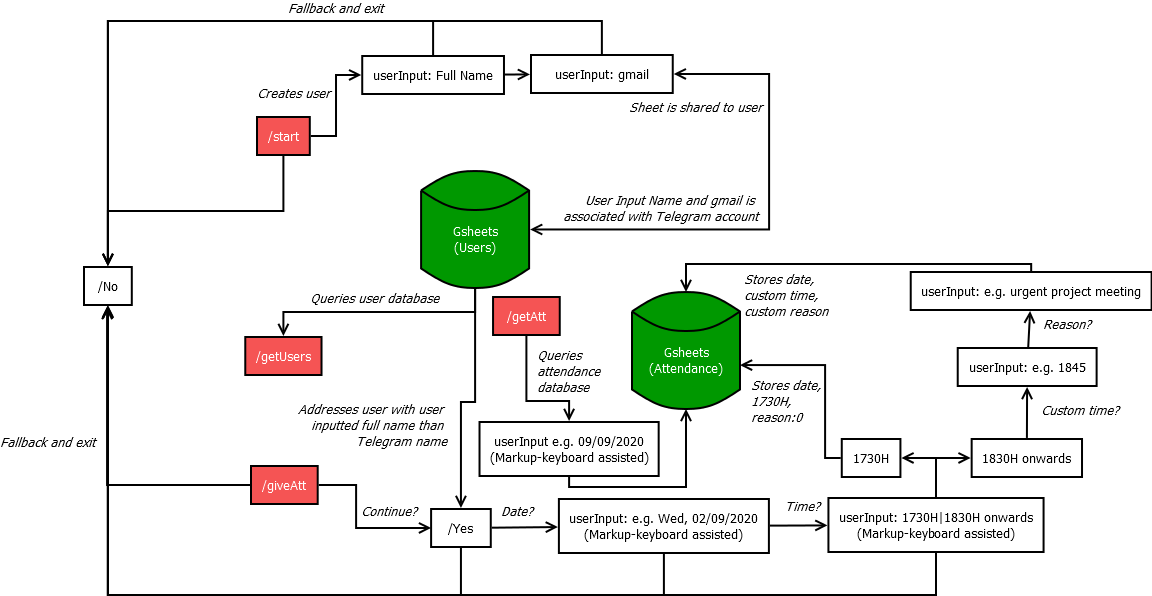 Fallback and exit
userInput: Full Name
userInput: gmail
Creates user
Sheet is shared to user
/start
User Input Name and gmail is
associated with Telegram account
Gsheets
(Users)
/No
Queries user database
/getAtt
/getUsers
Queries
attendance
database
Stores date,
custom time,
custom reason
userInput: e.g. urgent project meeting
Reason?
Gsheets
(Attendance)
userInput: e.g. 1845
Stores date,
1730H,
reason:0
Custom time?
Addresses user with user
inputted full name than
Telegram name
Fallback and exit
userInput e.g. 09/09/2020
(Markup-keyboard assisted)
1730H
1830H onwards
/giveAtt
Continue?
/Yes
Date?
userInput: e.g. Wed, 02/09/2020
(Markup-keyboard assisted)
Time?
userInput: 1730H|1830H onwards
(Markup-keyboard assisted)